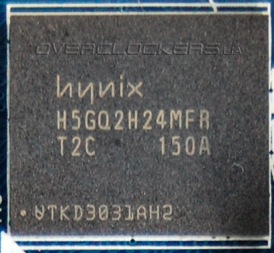 OVERCLOCKERS.UA
hynix
H5GQ2H24MFR
T2C 150A
VTKD3031AH2